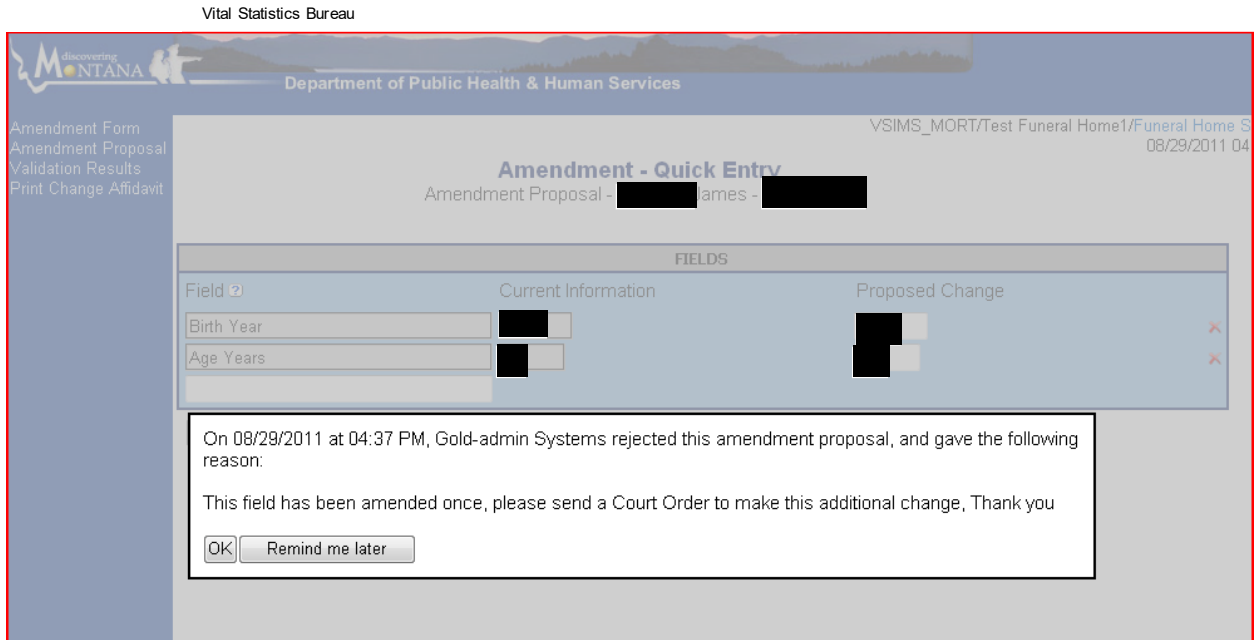 Vital Statistics Bureau
discovering
MONTANA
Department of Public Health & Human Services
Amendment Form
Amendment Proposal
Validation Results
Print Change Affidavit
VSIMS_MORT/Test Funeral Home1/Funeral Home S
08/29/2011 04
Amendment - Quick Entry
Amendment Proposal - James -
FIELDS
Field ? Current Information Proposed Change
Birth Year
Age Years
On 08/29/2011 at 04:37 PM, Gold-admin Systems rejected this amendment proposal, and gave the following
reason:
This field has been amended once, please send a Court Order to make this additional change, Thank you
OK Remind me later